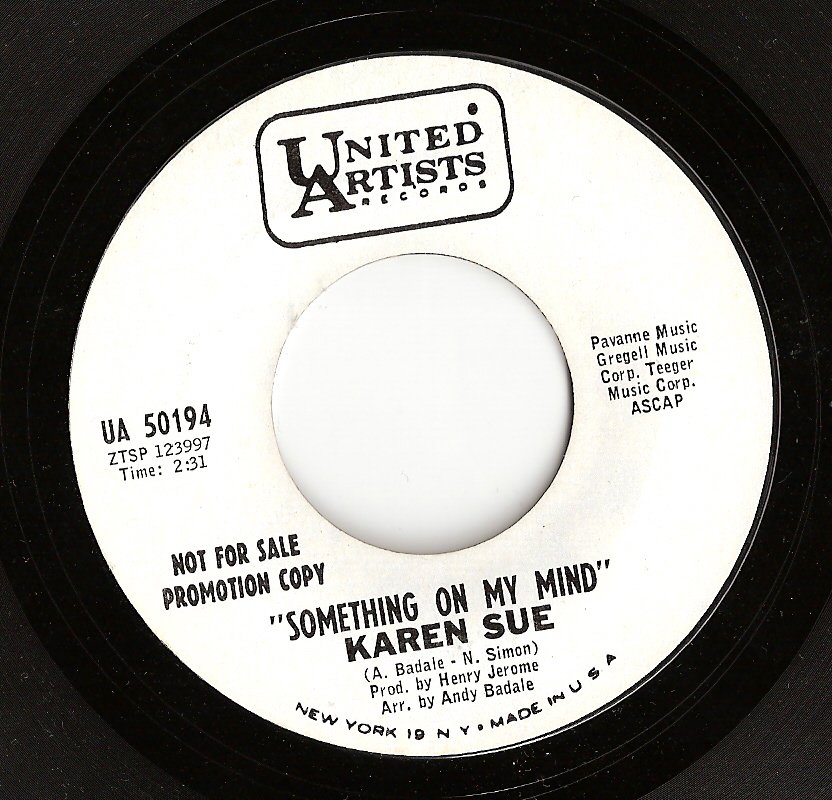 UNITED
ARTISTS
RECORDS
Pavanne Music
Gregell Music
Corp. Teeger
Music Corp.
ASCAP
UA 50194
ZTSP 123997
Time: 2:31
NOT FOR SALE
PROMOTION COPY
"SOMETHING ON MY MIND"
KAREN SUE
(A. Badale - N. Simon)
Prod. by Henry Jerome
Arr. by Andy Badale
NEW YORK 19 N Y • MADE IN U S A